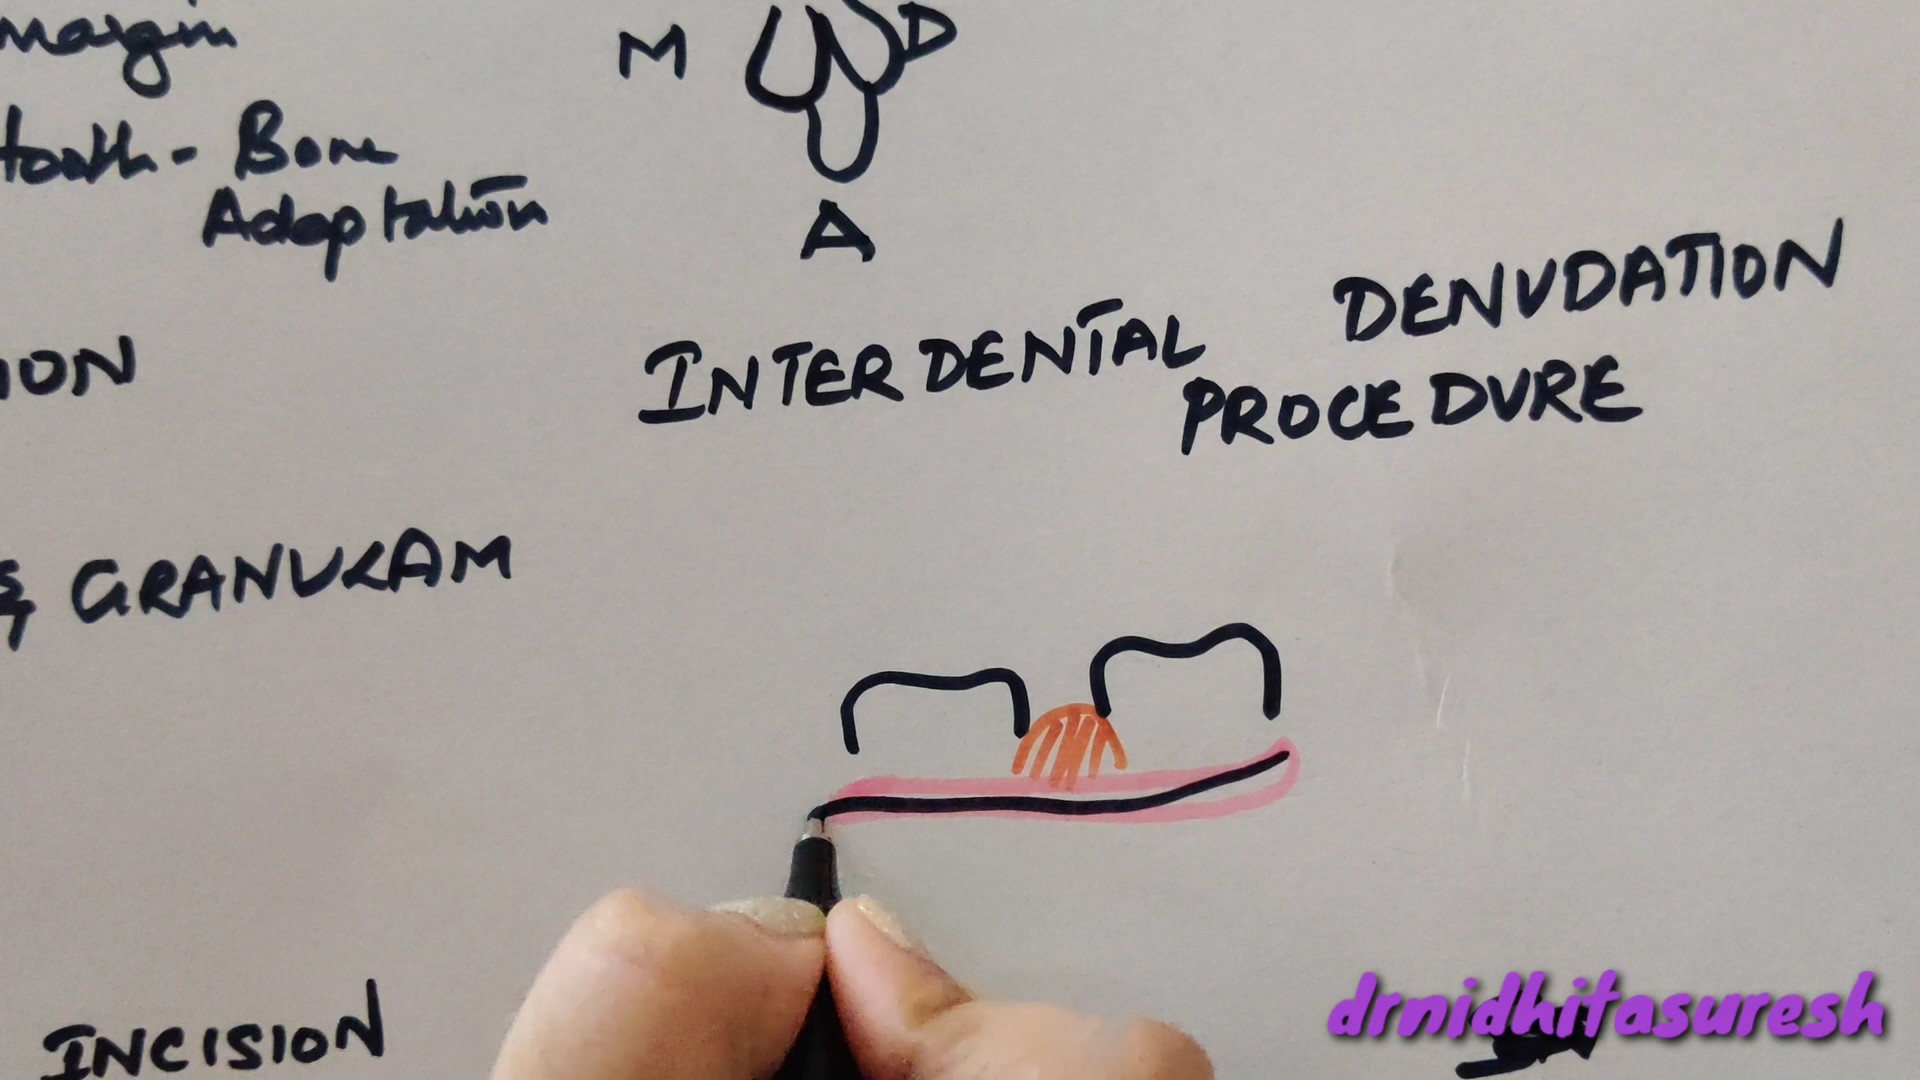 margin
tooth - Bone
Adaptation
ION
& GRANULAM
INCISION
M
D
A
INTERDENTAL DENUDATION
PROCEDURE
drnidhitasuresh